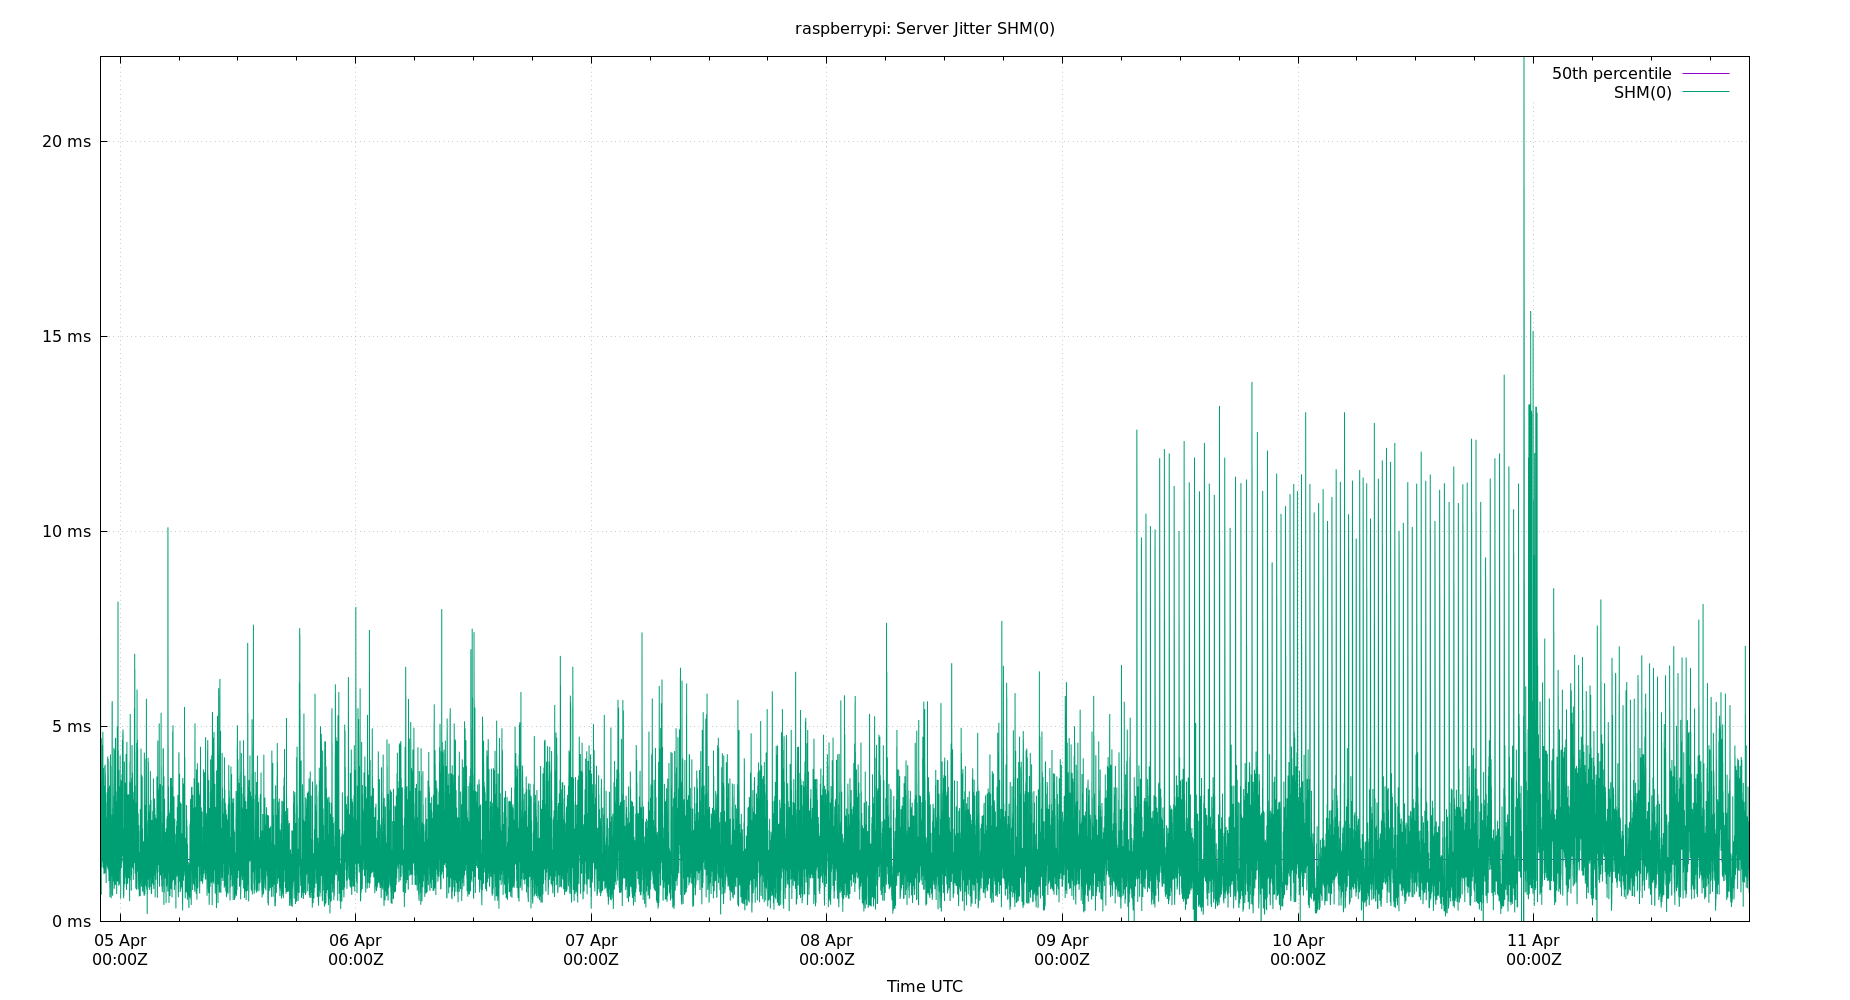 raspberrypi: Server Jitter SHM(0)
50th percentile
SHM(0)
20 ms
15 ms
10 ms
5 ms
0 ms
05 Apr
00:00Z
06 Apr
00:00Z
07 Apr
00:00Z
08 Apr
00:00Z
09 Apr
00:00Z
10 Apr
00:00Z
11 Apr
00:00Z
Time UTC